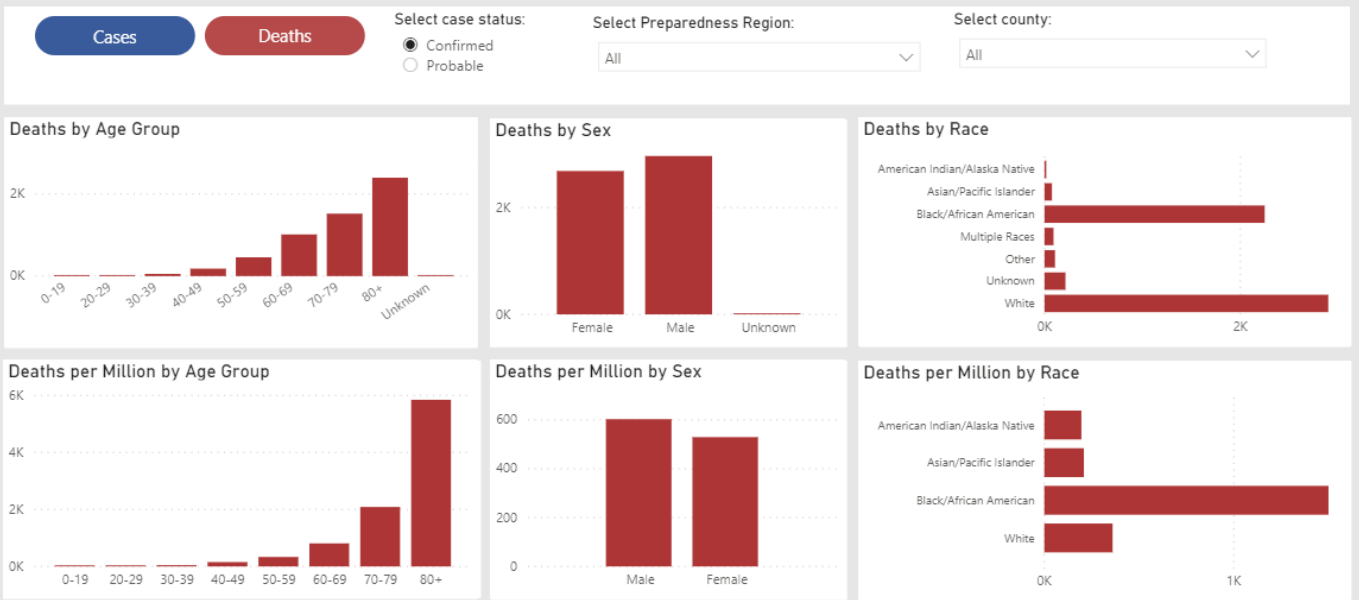 Cases
Deaths
Select case status:
Confirmed
Probable
Select Preparedness Region:
All
Select county:
All
Deaths by Age Group
2K
0K
0-19
20-29
30-39
40-49
50-59
60-69
70-79
80+
Unknown
Deaths by Sex
2K
0K
Female
Male
Unknown
Deaths by Race
American Indian/Alaska Native
Asian/Pacific Islander
Black/African American
Multiple Races
Other
Unknown
White
0K
2K
Deaths per Million by Age Group
6K
4K
2K
0K
0-19
20-29
30-39
40-49
50-59
60-69
70-79
80+
Deaths per Million by Sex
600
400
200
0
Male
Female
Deaths per Million by Race
American Indian/Alaska Native
Asian/Pacific Islander
Black/African American
White
0K
1K